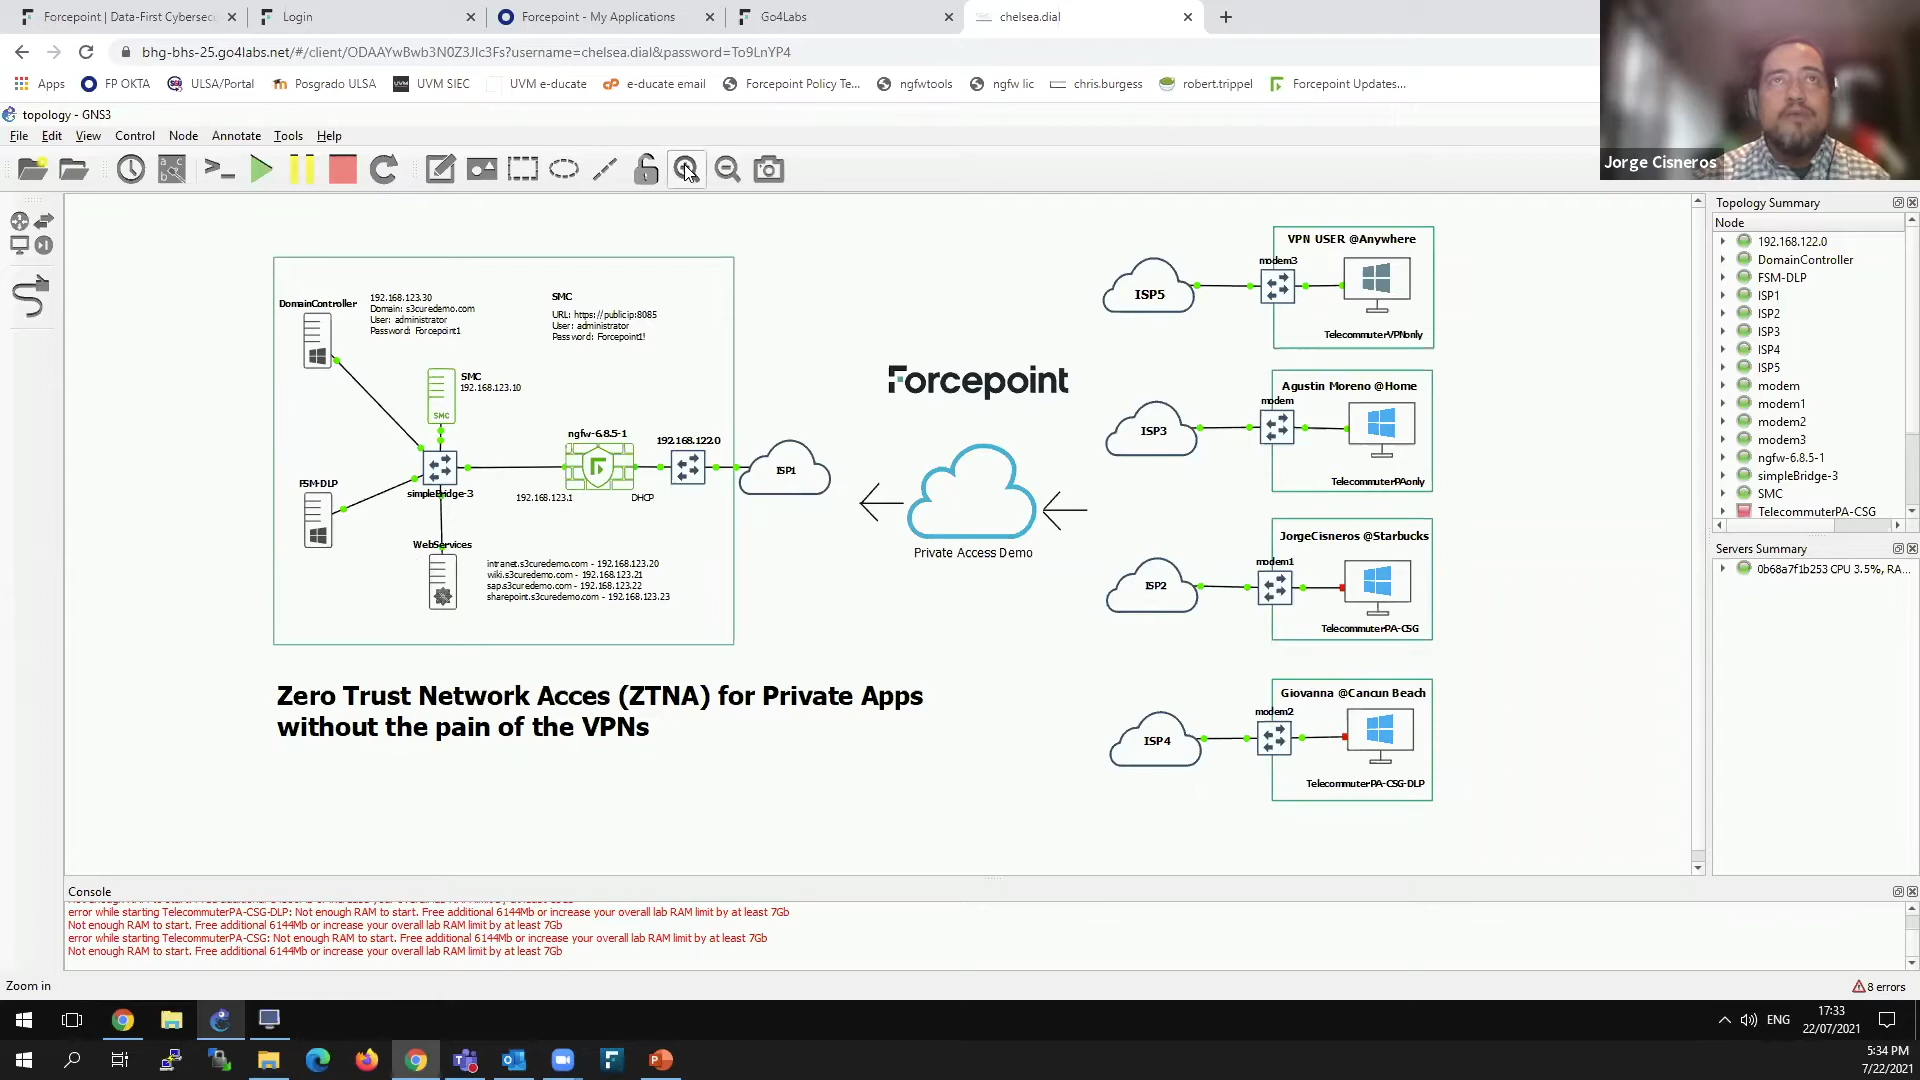 Forcepoint | Data-First Cybersec
Login
Forcepoint - My Applications
Go4Labs
chelsea.dial
bhg-bhs-25.go4labs.net/#/client/ODAAYwBwb3N0Z3Jlc3Fs?username=chelsea.dial&password=To9LnYP4
Apps
FP OKTA
ULSA/Portal
Posgrado ULSA
UVM SIEC
UVM e-ducate
e-ducate email
Forcepoint Policy Te...
ngfwtools
ngfw lic
chris.burgess
robert.trippel
Forcepoint Updates...
Jorge Cisneros
topology - GNS3
File Edit View Control Node Annotate Tools Help
DomainController
192.168.123.30
Domain: s3curedemo.com
User: administrator
Password: Forcepoint1
SMC
URL: https://publicip:8085
User: administrator
Password: Forcepoint1!
SMC
192.168.123.10
SMC
ngfw-6.8.5-1
192.168.122.0
ISP1
simpleBridge-3
192.168.123.1
DHCP
FSM-DLP
WebServices
intranet.s3curedemo.com - 192.168.123.20
wiki.s3curedemo.com - 192.168.123.21
sap.s3curedemo.com - 192.168.123.22
sharepoint.s3curedemo.com - 192.168.123.23
Forcepoint
Private Access Demo
Zero Trust Network Acces (ZTNA) for Private Apps
without the pain of the VPNs
VPN USER @Anywhere
modem3
ISP5
TelecommuterVPNonly
Agustin Moreno @Home
modem
ISP3
TelecommuterPAonly
JorgeCisneros @Starbucks
modem1
ISP2
TelecommuterPA-CSG
Giovanna @Cancun Beach
modem2
ISP4
TelecommuterPA-CSG-DLP
Topology Summary
Node
192.168.122.0
DomainController
FSM-DLP
ISP1
ISP2
ISP3
ISP4
ISP5
modem
modem1
modem2
modem3
ngfw-6.8.5-1
simpleBridge-3
SMC
TelecommuterPA-CSG
Servers Summary
0b68a7f1b253 CPU 3.5%, RA...
Console
error while starting TelecommuterPA-CSG-DLP: Not enough RAM to start. Free additional 6144Mb or increase your overall lab RAM limit by at least 7Gb
Not enough RAM to start. Free additional 6144Mb or increase your overall lab RAM limit by at least 7Gb
error while starting TelecommuterPA-CSG: Not enough RAM to start. Free additional 6144Mb or increase your overall lab RAM limit by at least 7Gb
Not enough RAM to start. Free additional 6144Mb or increase your overall lab RAM limit by at least 7Gb
Zoom in
8 errors
ENG
17:33
22/07/2021
5:34 PM
7/22/2021